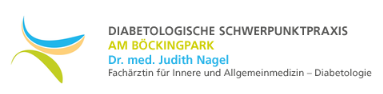 DIABETOLOGISCHE SCHWERPUNKTPRAXIS
AM BÖCKINGPARK
Dr. med. Judith Nagel
Fachärztin für Innere und Allgemeinmedizin – Diabetologie